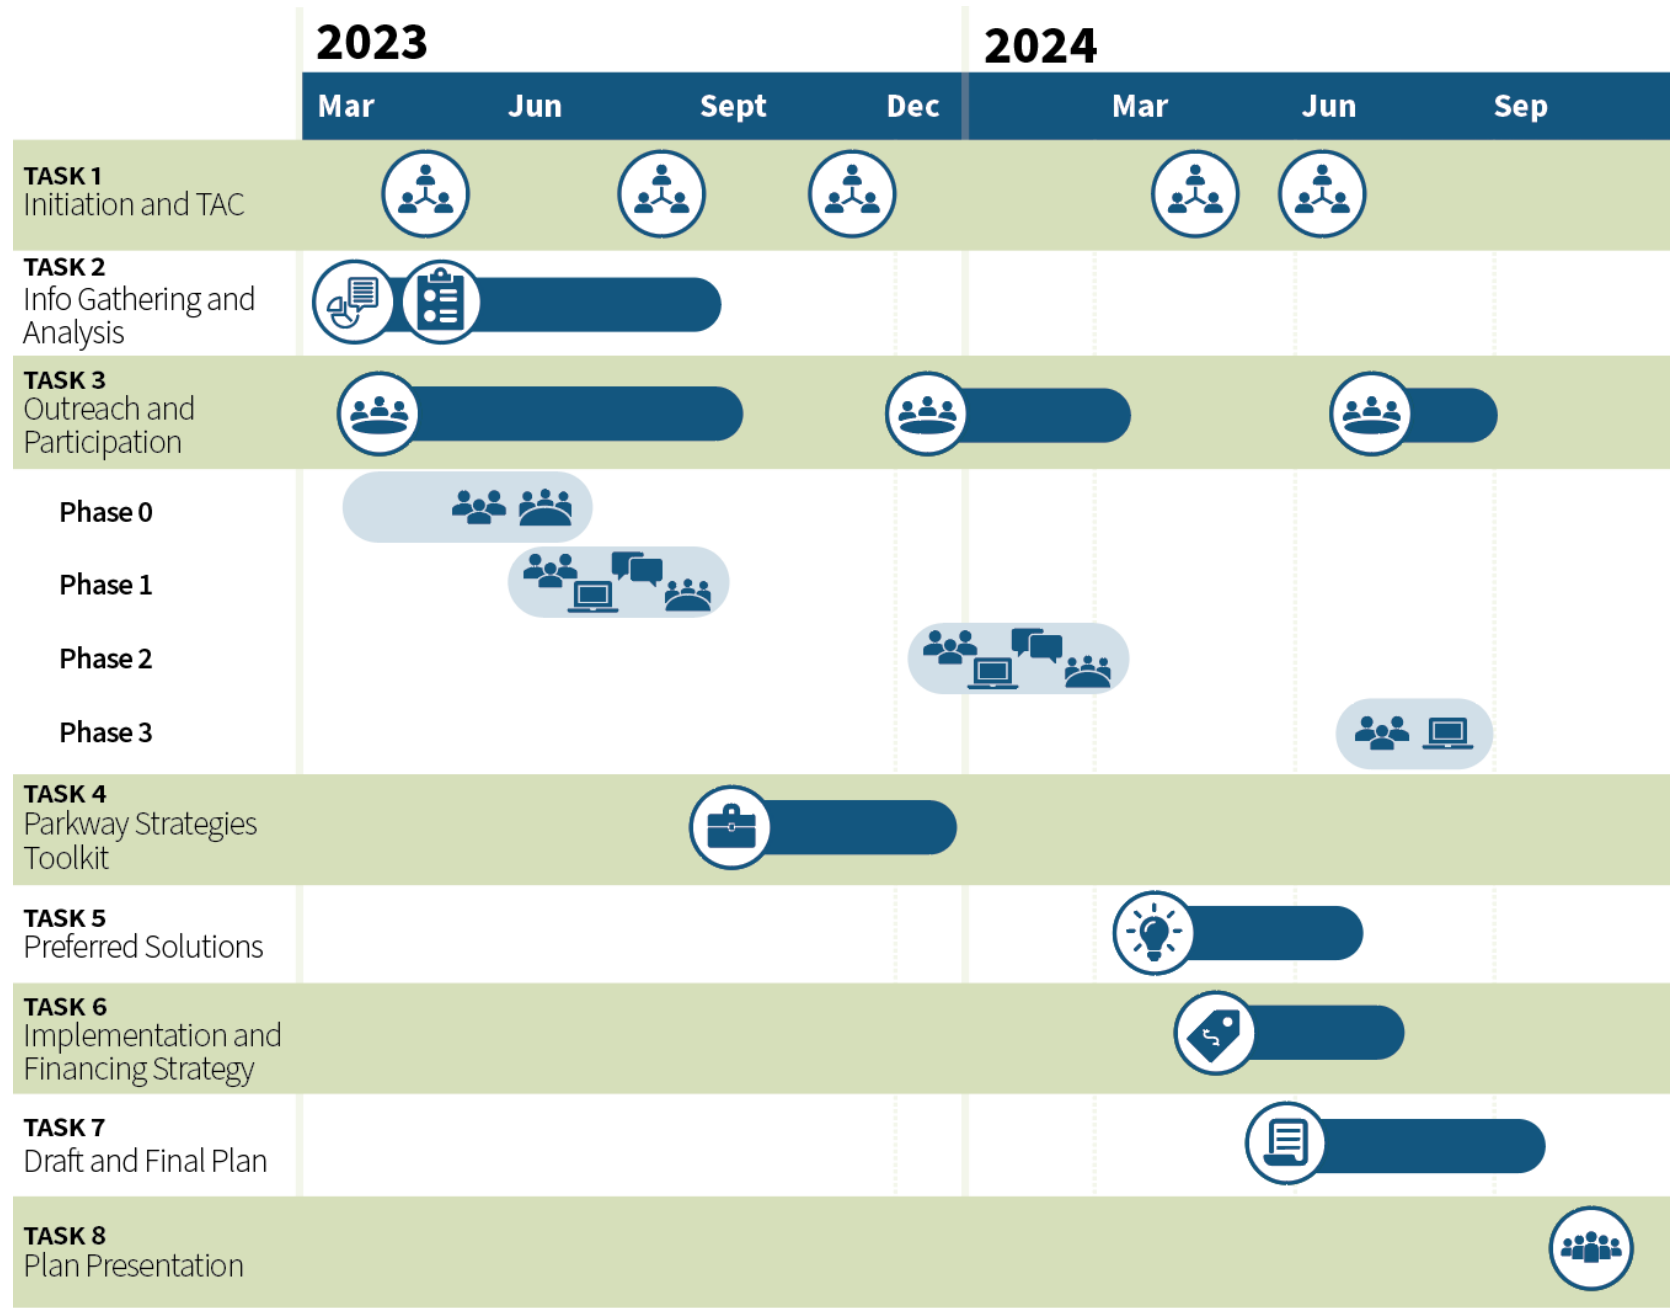 2023 2024
Mar Jun Sept Dec Mar Jun Sep
TASK 1
Initiation and TAC
TASK 2
Info Gathering and
Analysis
TASK 3
Outreach and
Participation
Phase 0
Phase 1
Phase 2
Phase 3
TASK 4
Parkway Strategies
Toolkit
TASK 5
Preferred Solutions
TASK 6
Implementation and
Financing Strategy
TASK 7
Draft and Final Plan
TASK 8
Plan Presentation